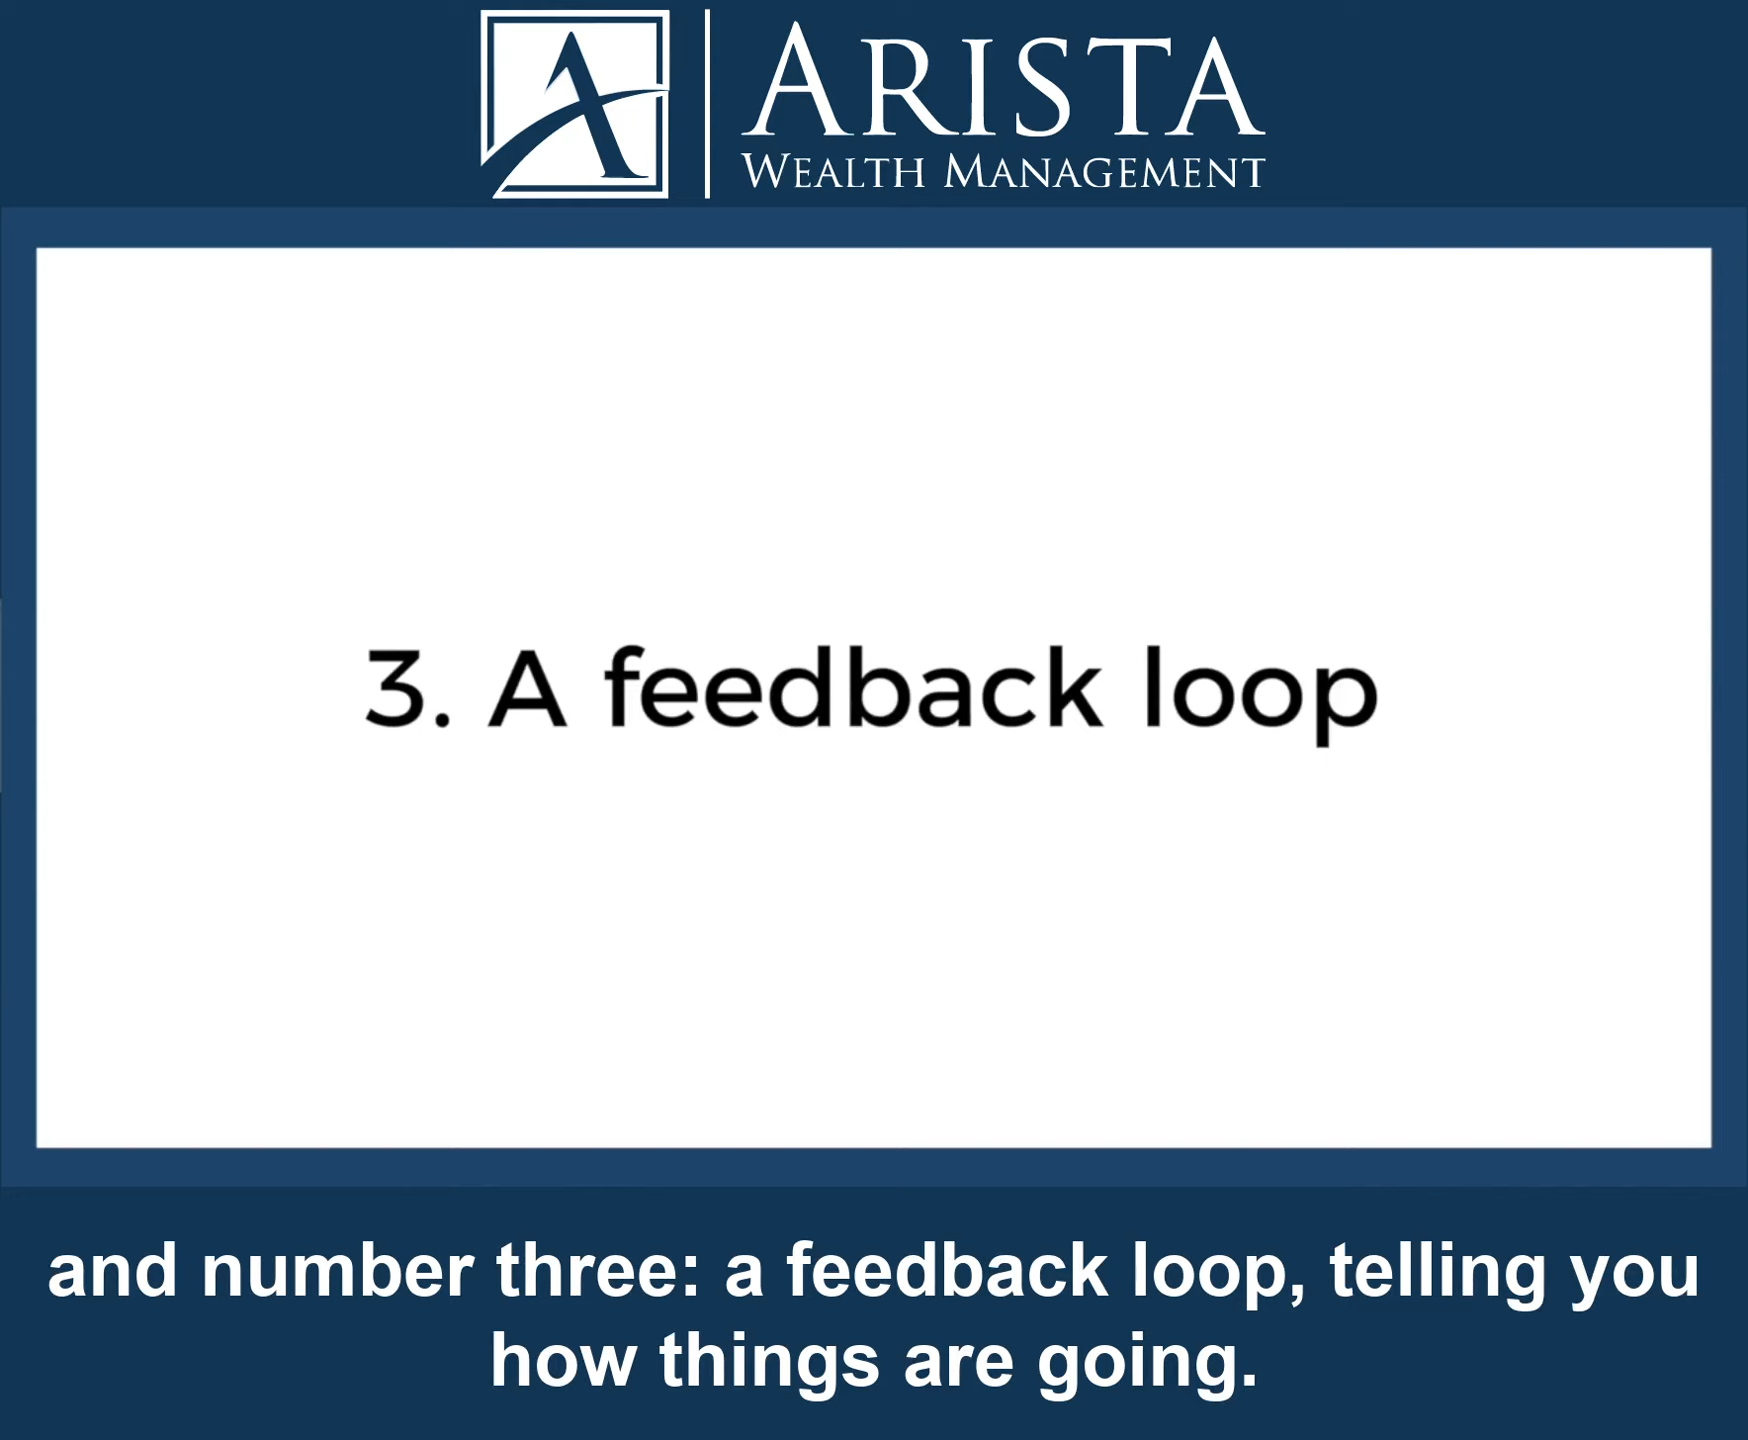 ARISTA
WEALTH MANAGEMENT
3. A feedback loop
and number three: a feedback loop, telling you
how things are going.